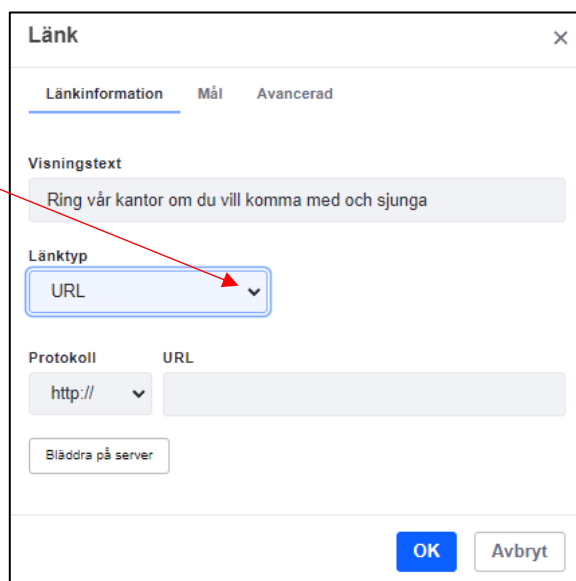 Länk
Länkinformation Mål Avancerad
Visningstext
Ring vår kantor om du vill komma med och sjunga
Länktyp
URL
Protokoll URL
http://
Bläddra på server
OK Avbryt